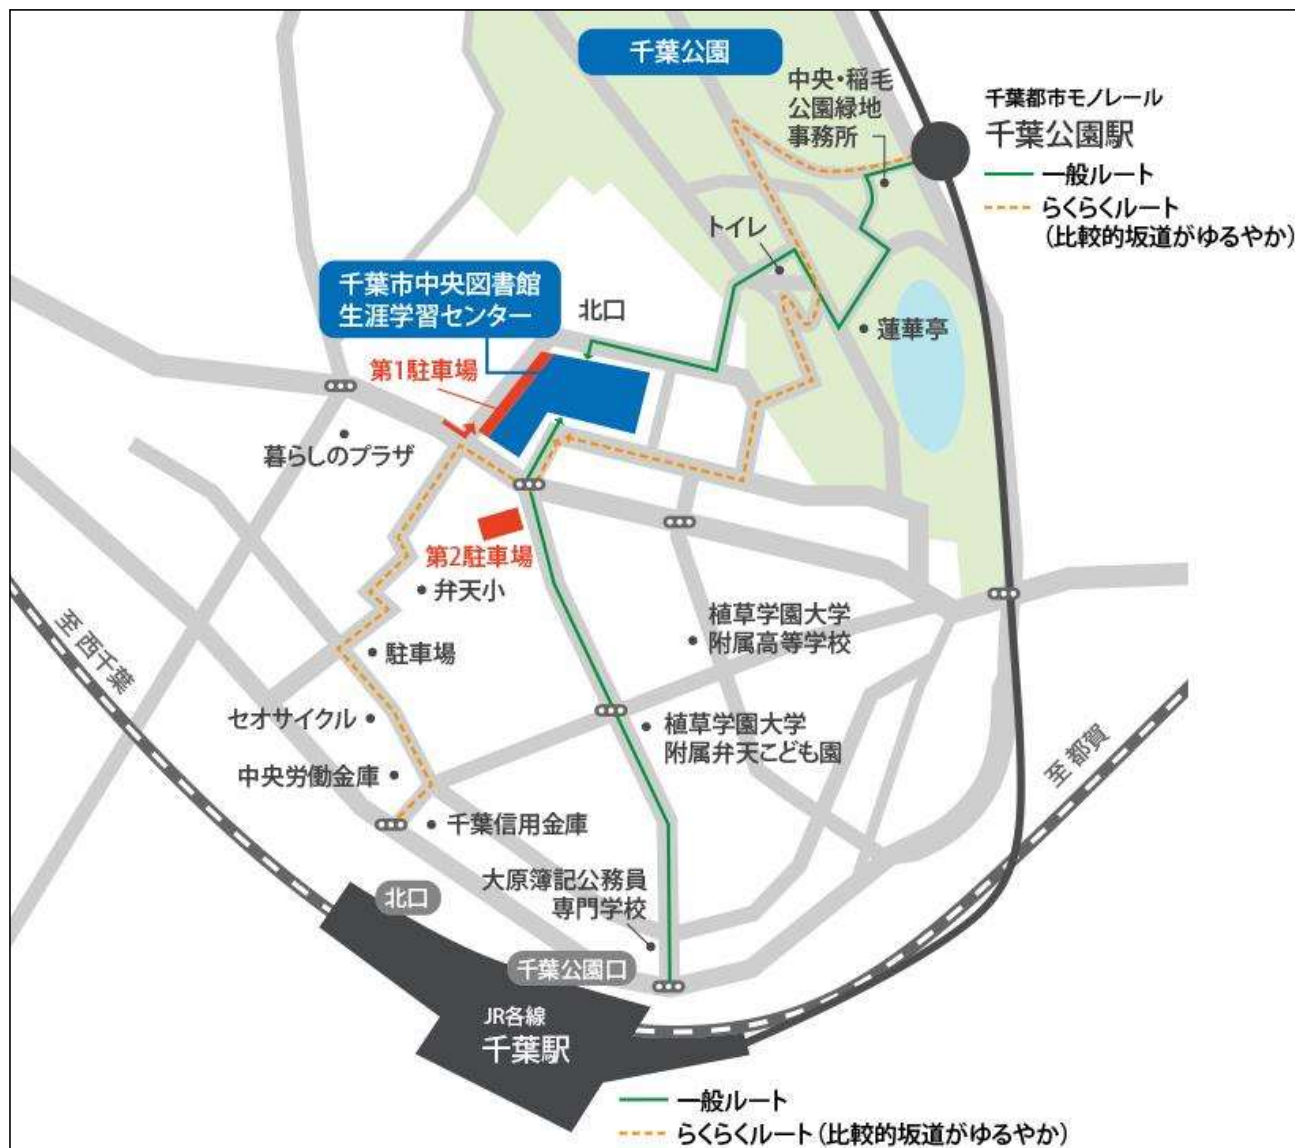 千葉公園
中央・稲毛
公園緑地
事務所
千葉都市モノレール
千葉公園駅
一般ルート
らくらくルート
(比較的坂道がゆるやか)
トイレ
千葉市中央図書館
生涯学習センター
北口
蓮華亭
第1駐車場
暮らしのプラザ
第2駐車場
弁天小
至 西千葉
植草学園大学
附属高等学校
駐車場
セオサイクル
植草学園大学
附属弁天こども園
至 都賀
中央労働金庫
千葉信用金庫
大原簿記公務員
専門学校
北口
千葉公園口
JR各線
千葉駅
一般ルート
らくらくルート(比較的坂道がゆるやか)